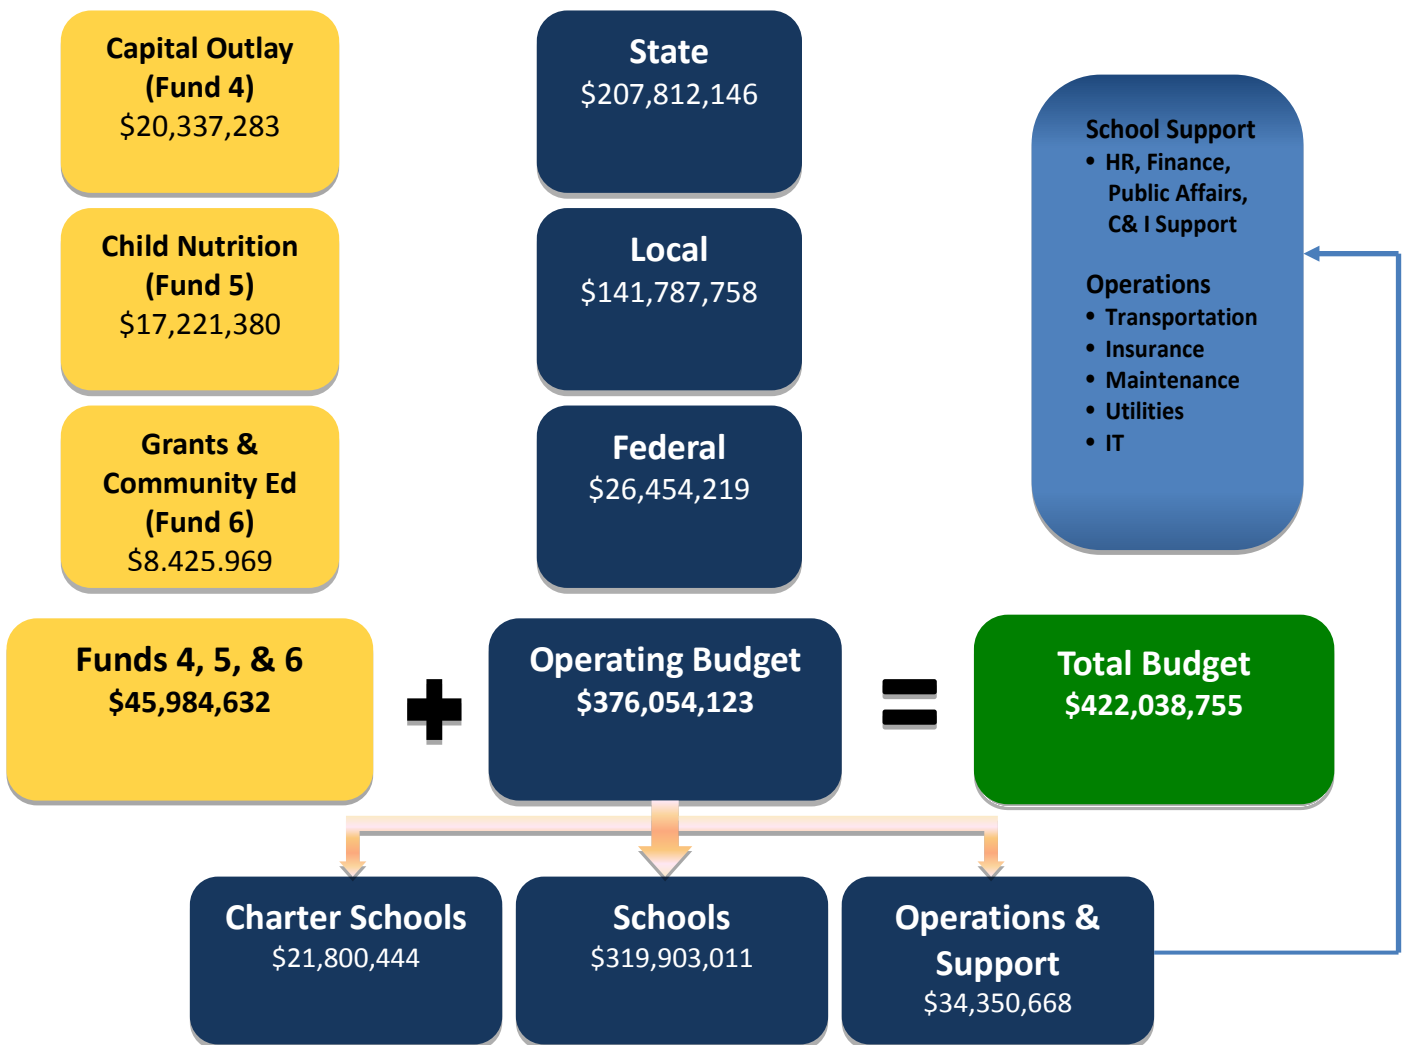 Capital Outlay
(Fund 4)
$20,337,283
Child Nutrition
(Fund 5)
$17,221,380
Grants &
Community Ed
(Fund 6)
$8,425,969
State
$207,812,146
Local
$141,787,758
Federal
$26,454,219
School Support
• HR, Finance,
Public Affairs,
C& I Support
Operations
• Transportation
• Insurance
• Maintenance
• Utilities
• IT
Funds 4, 5, & 6
$45,984,632
Operating Budget
$376,054,123
Total Budget
$422,038,755
Charter Schools
$21,800,444
Schools
$319,903,011
Operations &
Support
$34,350,668